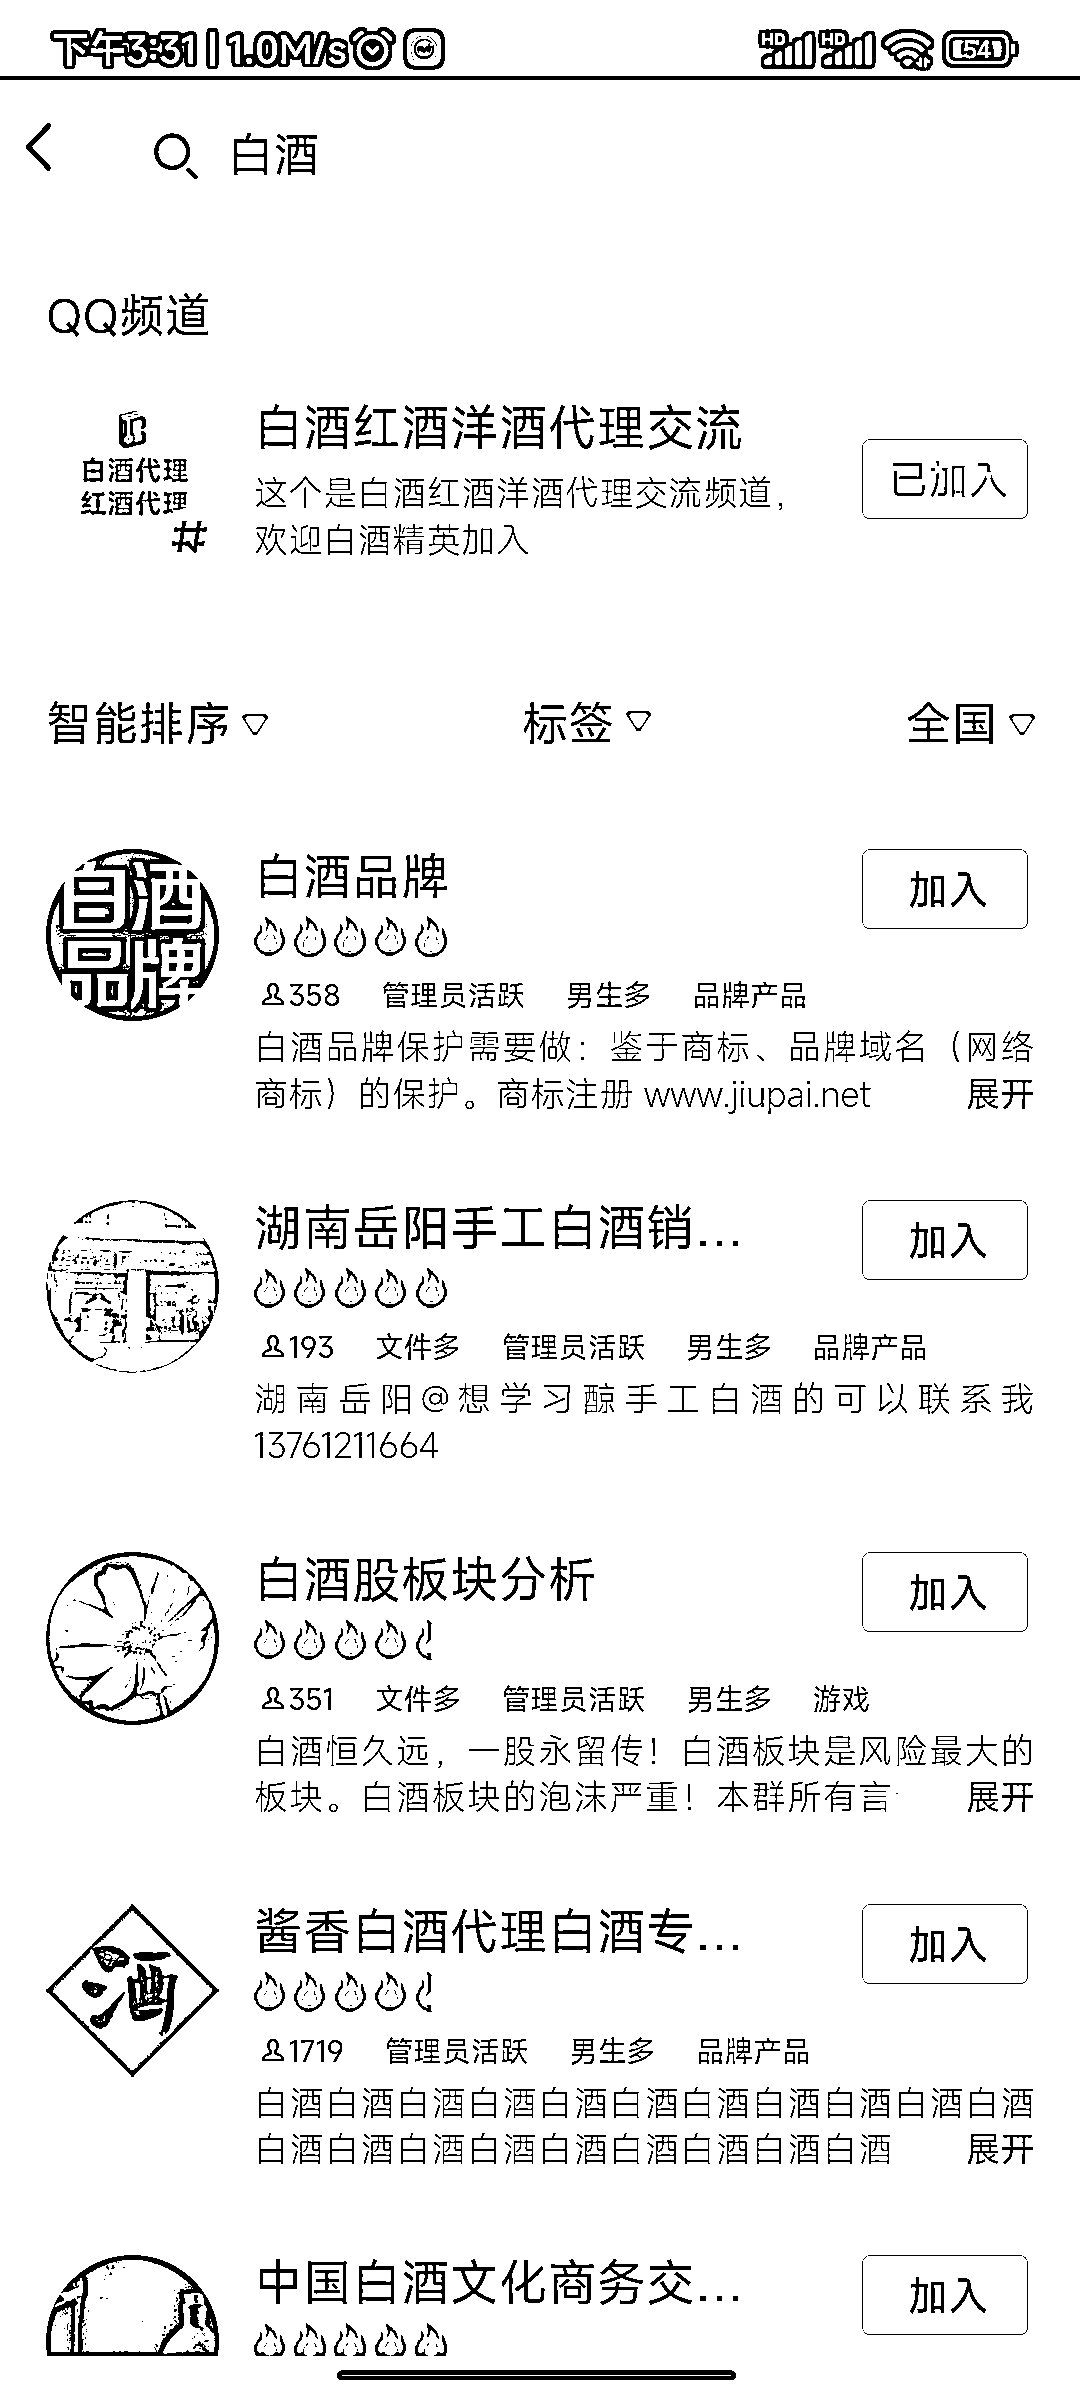 下午3:31 | 1.0M/s
HD HD 54
白酒
QQ频道
白酒代理
红酒代理
#
白酒红酒洋酒代理交流
这个是白酒红酒洋酒代理交流频道，
欢迎白酒精英加入
已加入
智能排序 标签 全国
白酒
品牌
白酒品牌
加入
358 管理员活跃 男生多 品牌产品
白酒品牌保护需要做：鉴于商标、品牌域名（网络
商标）的保护。商标注册 www.jiupai.net 展开
湖南岳阳手工白酒销...
加入
193 文件多 管理员活跃 男生多 品牌产品
湖南岳阳@想学习酿手工白酒的可以联系我
13761211664
白酒股板块分析
加入
351 文件多 管理员活跃 男生多 游戏
白酒恒久远，一股永留传！白酒板块是风险最大的
板块。白酒板块的泡沫严重！本群所有言 展开
酒
酱香白酒代理白酒专...
加入
1719 管理员活跃 男生多 品牌产品
白酒白酒白酒白酒白酒白酒白酒白酒白酒白酒白酒
白酒白酒白酒白酒白酒白酒白酒白酒白酒 展开
中国白酒文化商务交...
加入